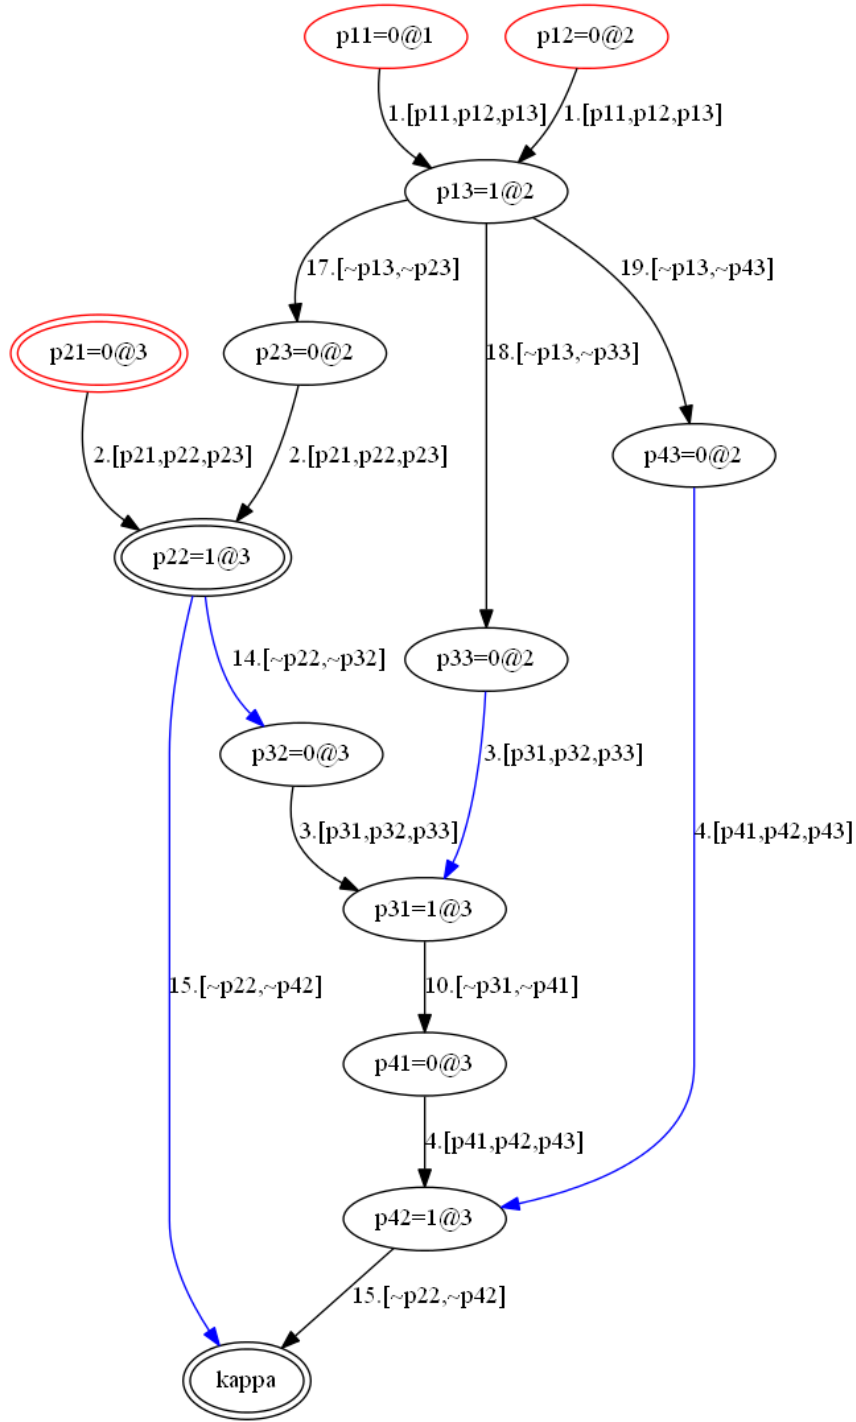 p11=0@1
p12=0@2
1.[p11,p12,p13]
1.[p11,p12,p13]
p13=1@2
17.[~p13,~p23]
19.[~p13,~p43]
p21=0@3
p23=0@2
18.[~p13,~p33]
2.[p21,p22,p23]
2.[p21,p22,p23]
p43=0@2
p22=1@3
14.[~p22,~p32]
p33=0@2
p32=0@3
3.[p31,p32,p33]
3.[p31,p32,p33]
4.[p41,p42,p43]
p31=1@3
15.[~p22,~p42]
10.[~p31,~p41]
p41=0@3
4.[p41,p42,p43]
p42=1@3
15.[~p22,~p42]
kappa